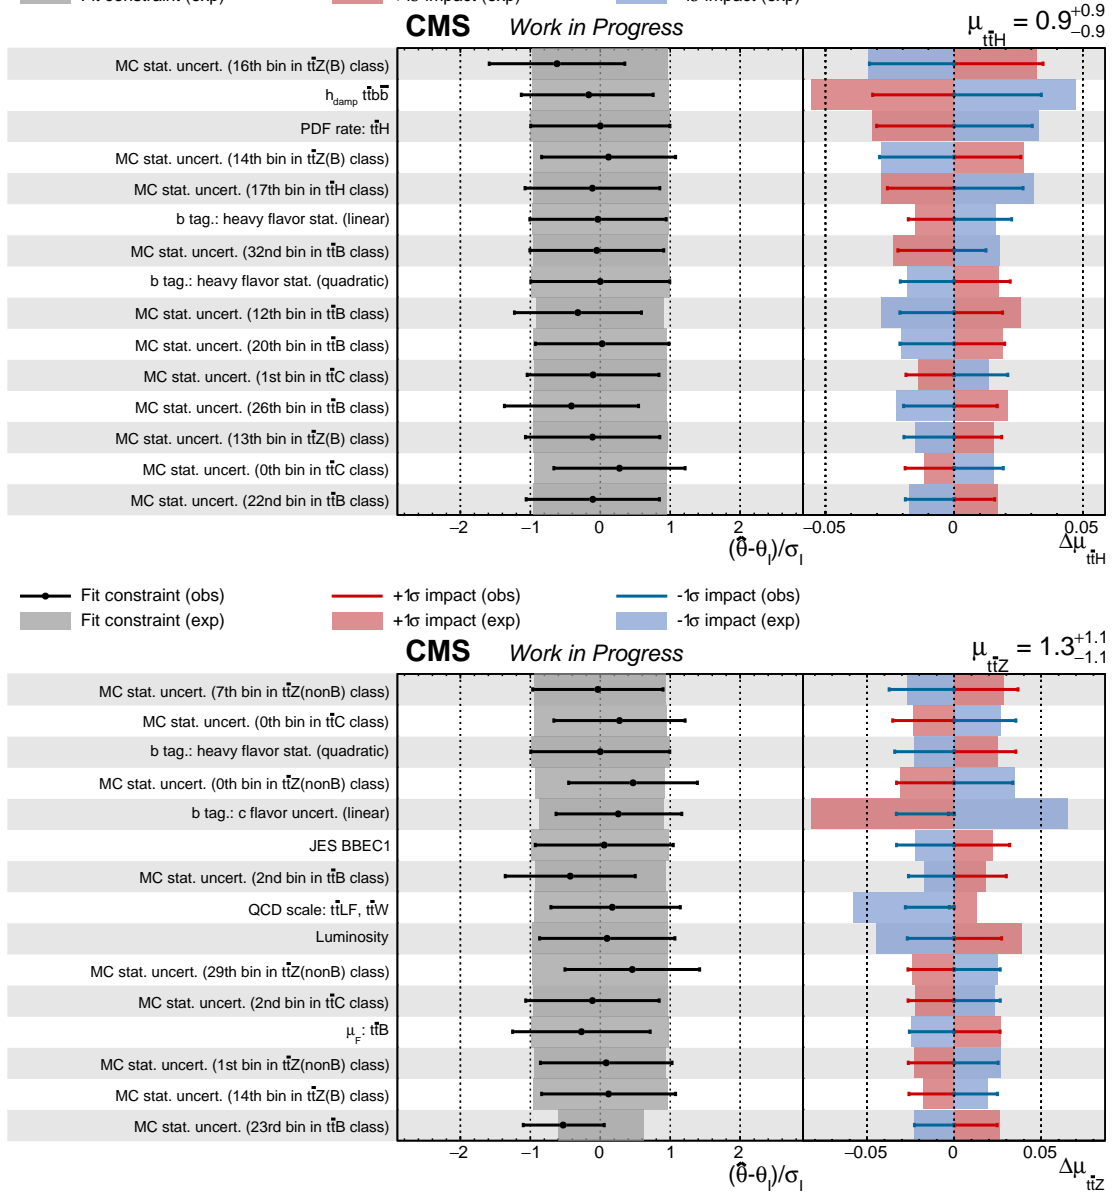 Fit constraint (exp) +1σ impact (exp) -1σ impact (exp)
CMS Work in Progress μ_tt̄H = 0.9 +0.9 −0.9
MC stat. uncert. (16th bin in tt̄Z(B) class)
h_damp tt̄bb̄
PDF rate: tt̄H
MC stat. uncert. (14th bin in tt̄Z(B) class)
MC stat. uncert. (17th bin in tt̄H class)
b tag.: heavy flavor stat. (linear)
MC stat. uncert. (32nd bin in tt̄B class)
b tag.: heavy flavor stat. (quadratic)
MC stat. uncert. (12th bin in tt̄B class)
MC stat. uncert. (20th bin in tt̄B class)
MC stat. uncert. (1st bin in tt̄C class)
MC stat. uncert. (26th bin in tt̄B class)
MC stat. uncert. (13th bin in tt̄Z(B) class)
MC stat. uncert. (0th bin in tt̄C class)
MC stat. uncert. (22nd bin in tt̄B class)
−2 −1 0 1 2 −0.05 0 0.05
(θ̂-θ_I)/σ_I Δμ_tt̄H
Fit constraint (obs) +1σ impact (obs) -1σ impact (obs)
Fit constraint (exp) +1σ impact (exp) -1σ impact (exp)
CMS Work in Progress μ_tt̄Z = 1.3 +1.1 −1.1
MC stat. uncert. (7th bin in tt̄Z(nonB) class)
MC stat. uncert. (0th bin in tt̄C class)
b tag.: heavy flavor stat. (quadratic)
MC stat. uncert. (0th bin in tt̄Z(nonB) class)
b tag.: c flavor uncert. (linear)
JES BBEC1
MC stat. uncert. (2nd bin in tt̄B class)
QCD scale: tt̄LF, tt̄W
Luminosity
MC stat. uncert. (29th bin in tt̄Z(nonB) class)
MC stat. uncert. (2nd bin in tt̄C class)
μ_F: tt̄B
MC stat. uncert. (1st bin in tt̄Z(nonB) class)
MC stat. uncert. (14th bin in tt̄Z(B) class)
MC stat. uncert. (23rd bin in tt̄B class)
−2 −1 0 1 2 −0.05 0 0.05
(θ̂-θ_I)/σ_I Δμ_tt̄Z